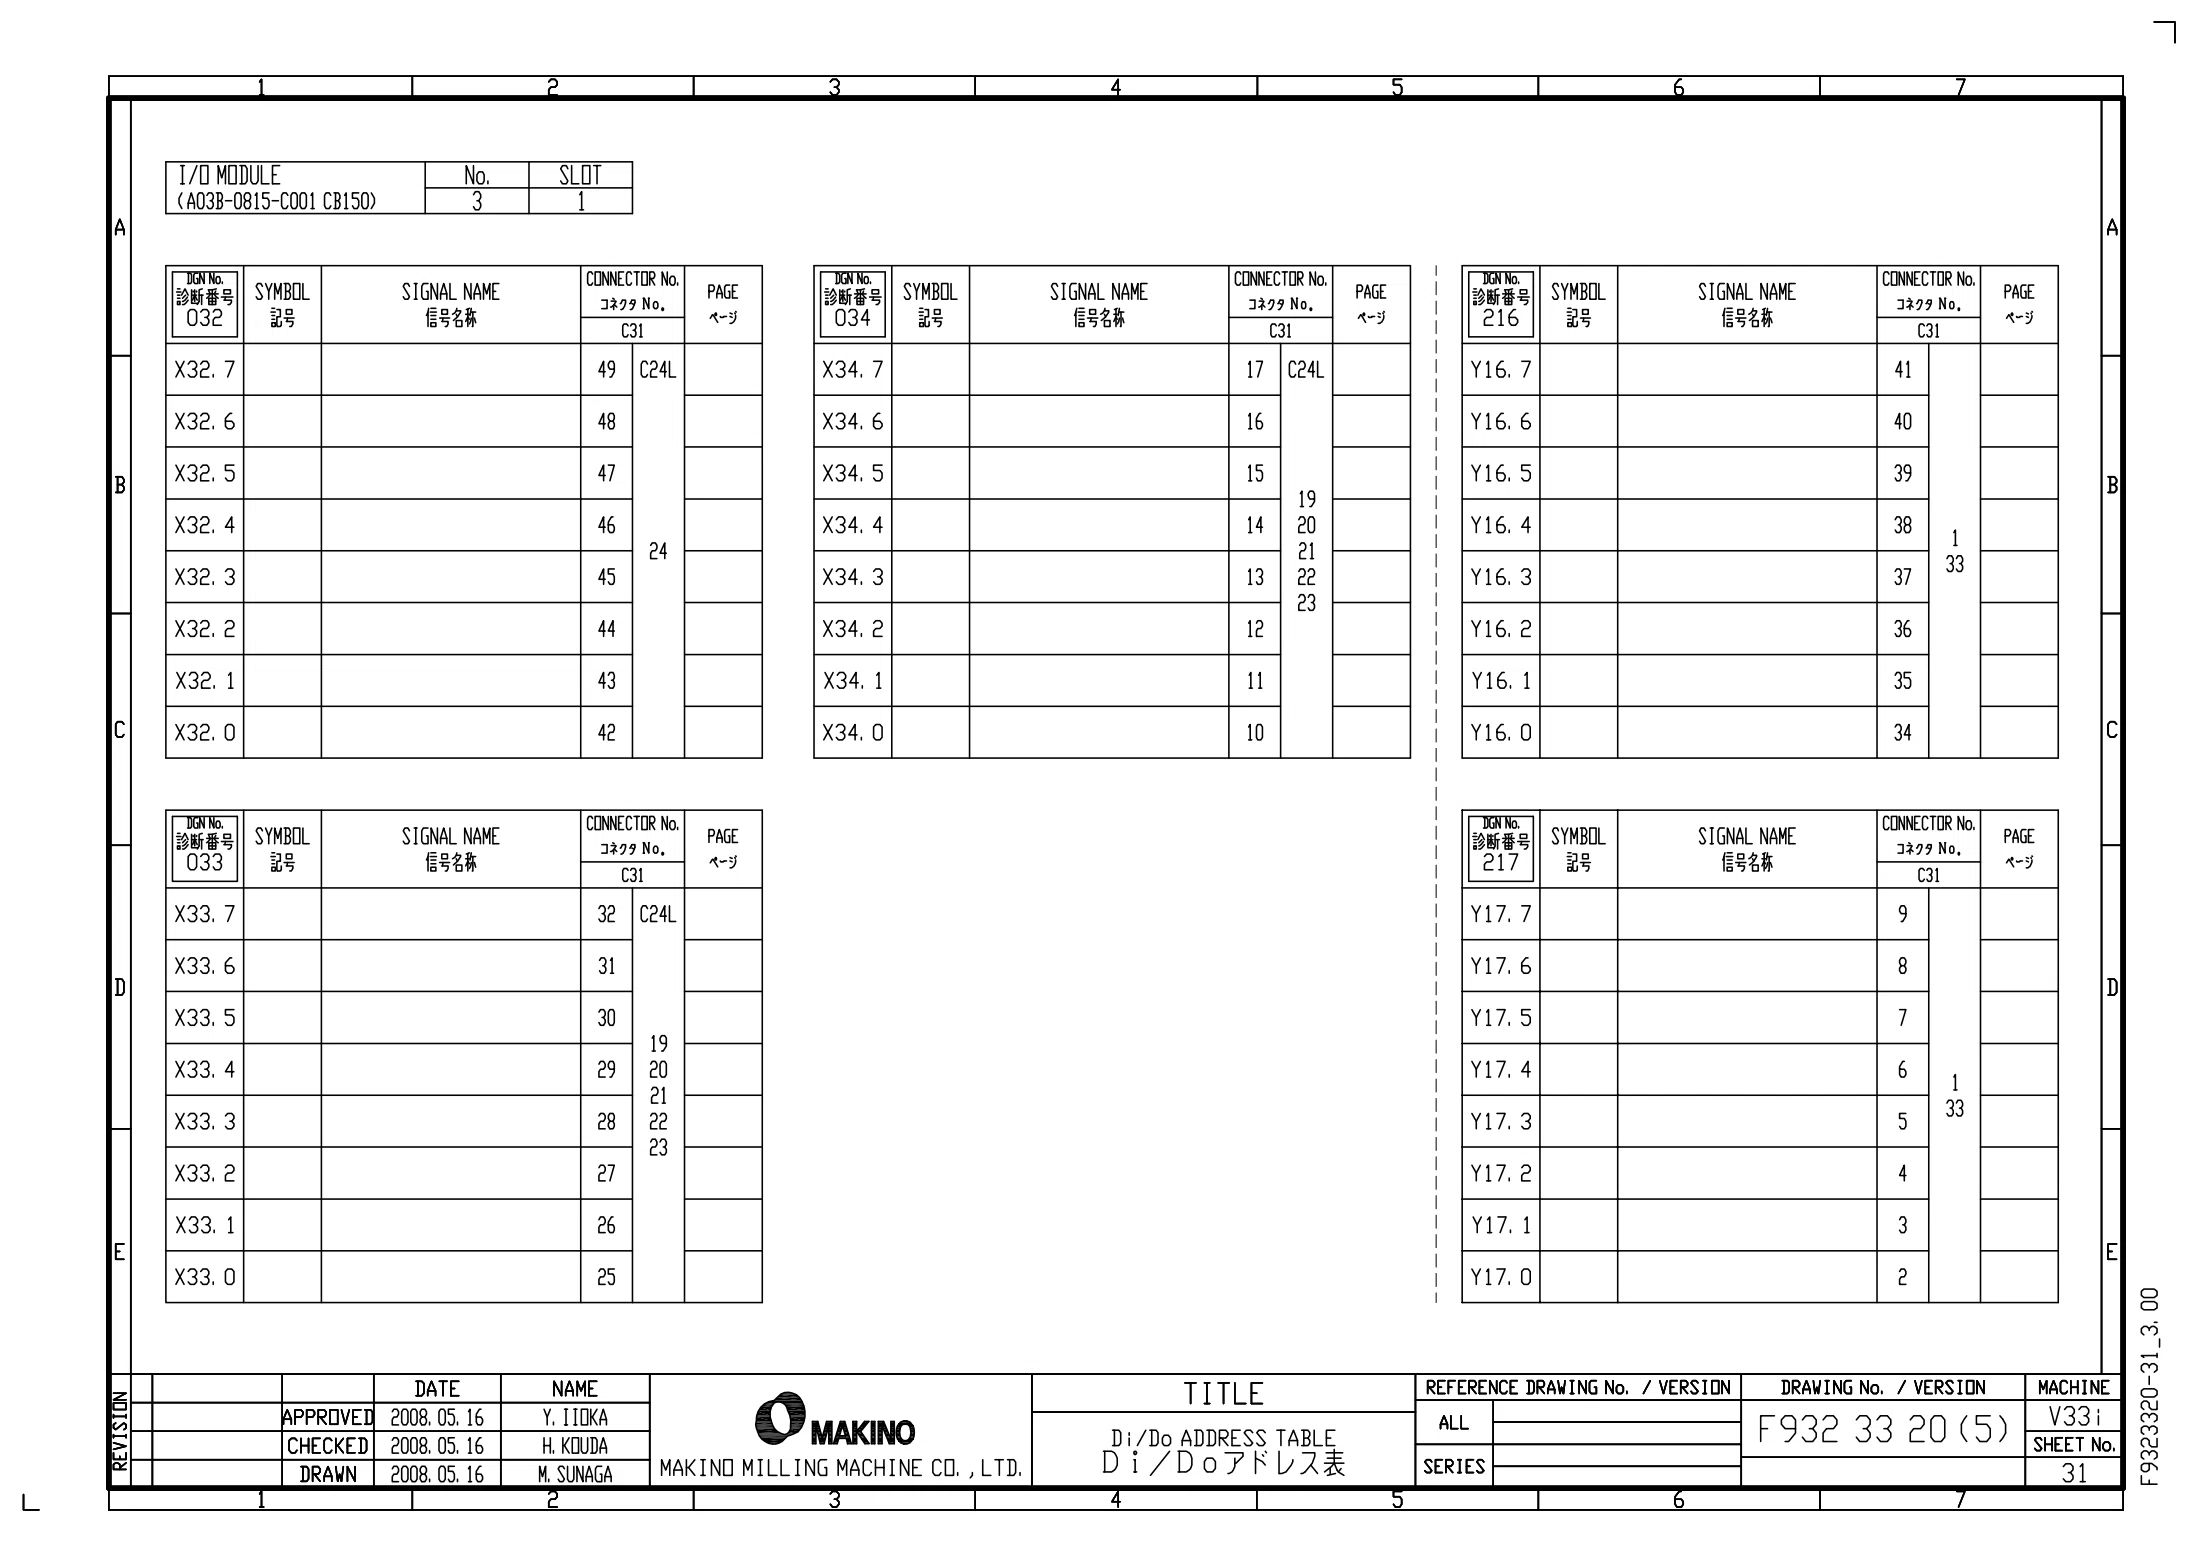 1 2 3 4 5 6 7
I/O MODULE No. SLOT
(A03B-0815-C001 CB150) 3 1
A A
B B
C C
D D
E E
DGN No. 診断番号 032 SYMBOL 記号 SIGNAL NAME 信号名称 CONNECTOR No. コネクタ No. C31 PAGE ページ
X32.7 49 C24L
X32.6 48
X32.5 47
X32.4 46
24
X32.3 45
X32.2 44
X32.1 43
X32.0 42
DGN No. 診断番号 034 SYMBOL 記号 SIGNAL NAME 信号名称 CONNECTOR No. コネクタ No. C31 PAGE ページ
X34.7 17 C24L
X34.6 16
X34.5 15
19
X34.4 14 20
21
X34.3 13 22
23
X34.2 12
X34.1 11
X34.0 10
DGN No. 診断番号 216 SYMBOL 記号 SIGNAL NAME 信号名称 CONNECTOR No. コネクタ No. C31 PAGE ページ
Y16.7 41
Y16.6 40
Y16.5 39
Y16.4 38
1
33
Y16.3 37
Y16.2 36
Y16.1 35
Y16.0 34
DGN No. 診断番号 033 SYMBOL 記号 SIGNAL NAME 信号名称 CONNECTOR No. コネクタ No. C31 PAGE ページ
X33.7 32 C24L
X33.6 31
X33.5 30
19
X33.4 29 20
21
X33.3 28 22
23
X33.2 27
X33.1 26
X33.0 25
DGN No. 診断番号 217 SYMBOL 記号 SIGNAL NAME 信号名称 CONNECTOR No. コネクタ No. C31 PAGE ページ
Y17.7 9
Y17.6 8
Y17.5 7
Y17.4 6
1
33
Y17.3 5
Y17.2 4
Y17.1 3
Y17.0 2
REVISION
DATE NAME
APPROVED 2008.05.16 Y. IIOKA
CHECKED 2008.05.16 H. KOUDA
DRAWN 2008.05.16 M. SUNAGA
MAKINO
MAKINO MILLING MACHINE CO.,LTD.
TITLE
Di/Do ADDRESS TABLE
Di/Doアドレス表
REFERENCE DRAWING No. / VERSION
ALL
SERIES
DRAWING No. / VERSION
F932 33 20(5)
MACHINE
V33i
SHEET No.
31
F9323320-31_3.00
1 2 3 4 5 6 7